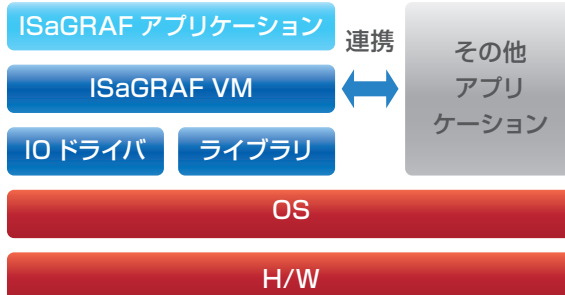 ISaGRAF アプリケーション
連携
その他
アプリ
ケーション
ISaGRAF VM
IO ドライバ
ライブラリ
OS
H/W